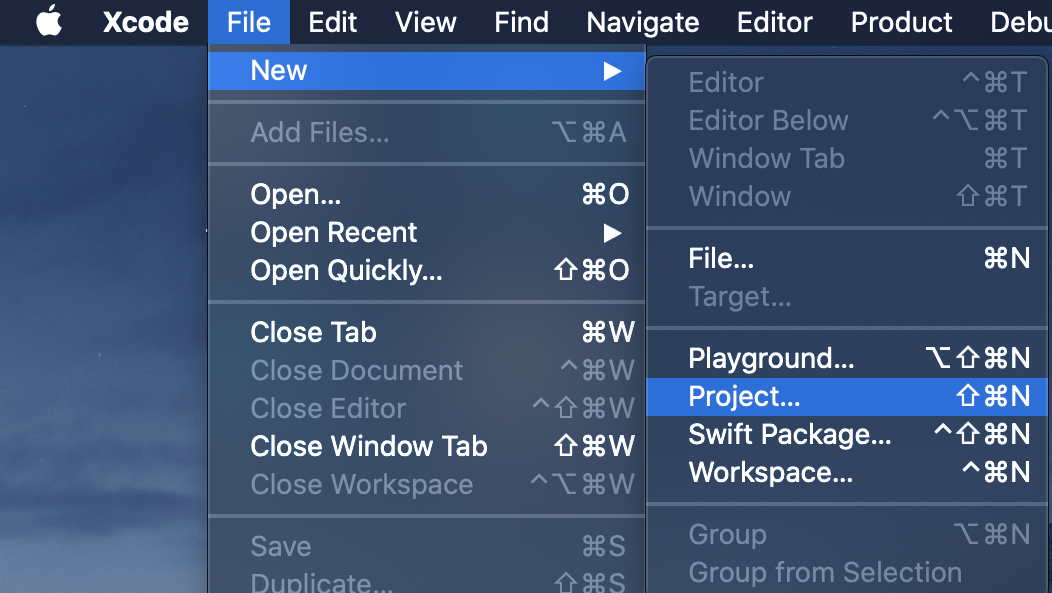 Xcode File Edit View Find Navigate Editor Product Debu
New ▶
Add Files... ⌥⌘A
Open... ⌘O
Open Recent ▶
Open Quickly... ⇧⌘O
Close Tab ⌘W
Close Document ^⌘W
Close Editor ^⇧⌘W
Close Window Tab ⇧⌘W
Close Workspace ^⌥⌘W
Save ⌘S
Duplicate... ⇧⌘S
Editor ^⌘T
Editor Below ^⌥⌘T
Window Tab ⌘T
Window ⇧⌘T
File... ⌘N
Target...
Playground... ⌥⇧⌘N
Project... ⇧⌘N
Swift Package... ^⇧⌘N
Workspace... ^⌘N
Group ⌥⌘N
Group from Selection